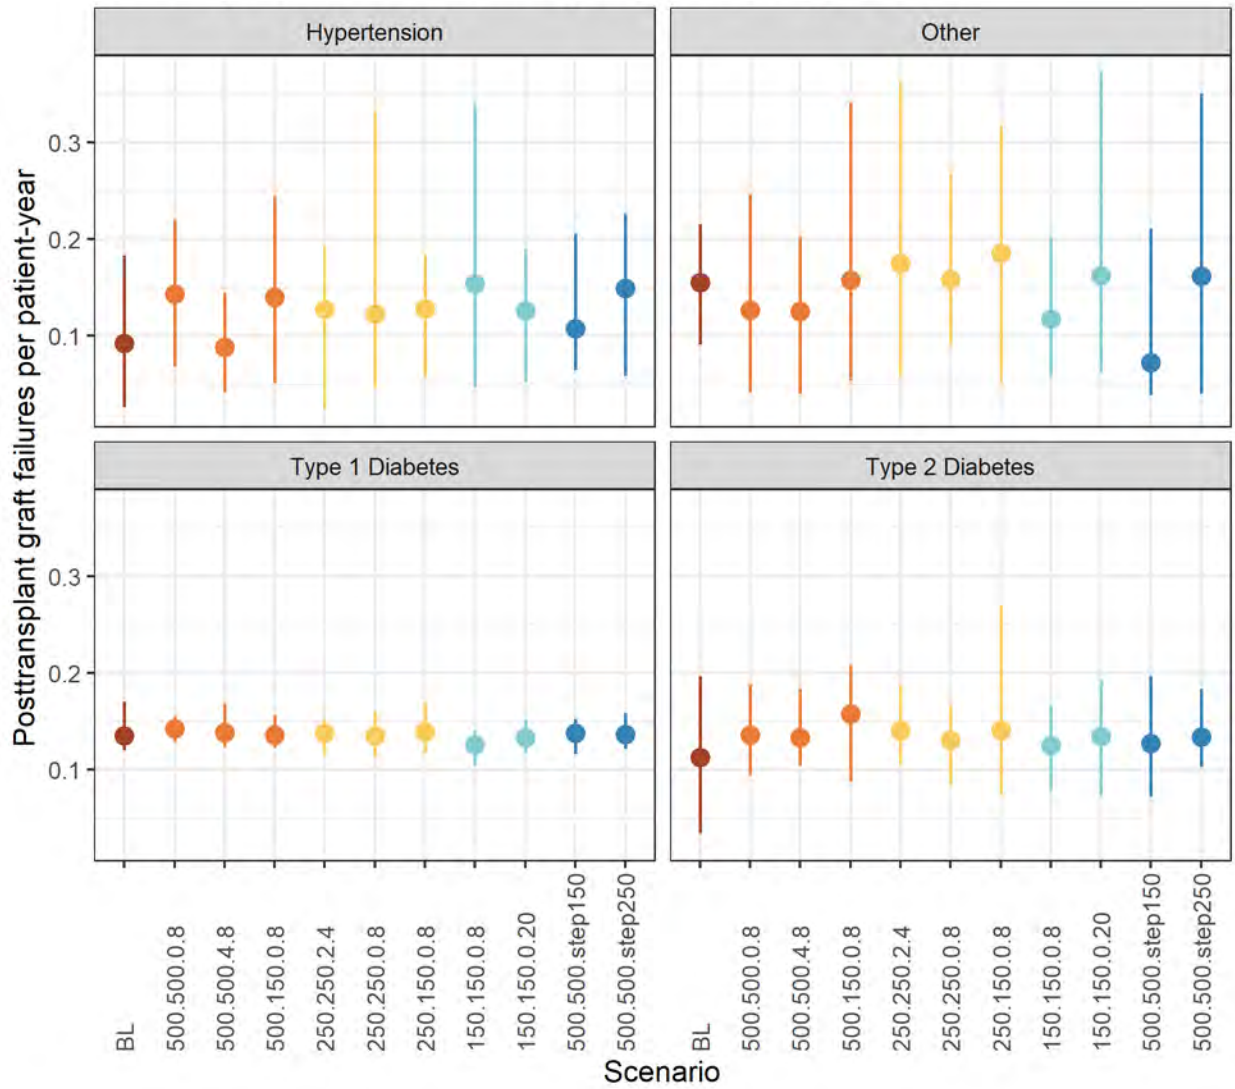 Hypertension
Other
Posttransplant graft failures per patient-year
0.3
0.2
0.1
Type 1 Diabetes
Type 2 Diabetes
0.3
0.2
0.1
BL
500.500.0.8
500.500.4.8
500.150.0.8
250.250.2.4
250.250.0.8
250.150.0.8
150.150.0.8
150.150.0.20
500.500.step150
500.500.step250
BL
500.500.0.8
500.500.4.8
500.150.0.8
250.250.2.4
250.250.0.8
250.150.0.8
150.150.0.8
150.150.0.20
500.500.step150
500.500.step250
Scenario